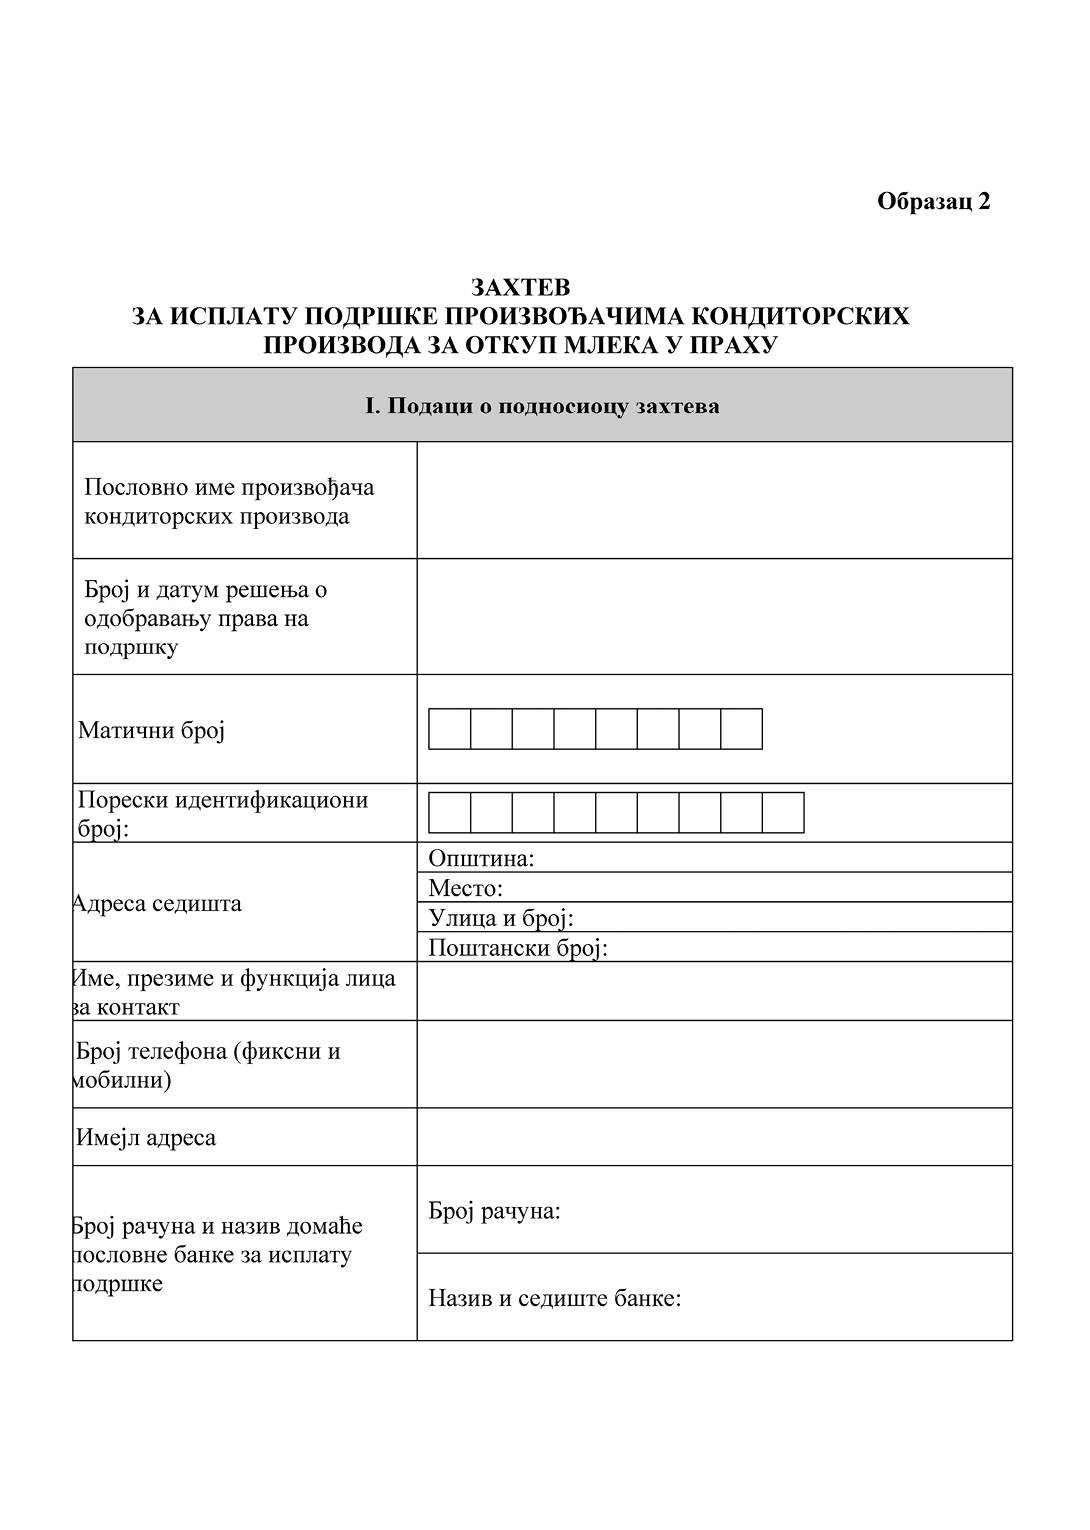 Образац 2
ЗАХТЕВ
ЗА ИСПЛАТУ ПОДРШКЕ ПРОИЗВОЂАЧИМА КОНДИТОРСКИХ
ПРОИЗВОДА ЗА ОТКУП МЛЕКА У ПРАХУ
I. Подаци о подносиоцу захтева
Пословно име произвођача
кондиторских производа
Број и датум решења о
одобравању права на
подршку
Матични број
Порески идентификациони
број:
Адреса седишта
Општина:
Место:
Улица и број:
Поштански број:
Име, презиме и функција лица
за контакт
Број телефона (фиксни и
мобилни)
Имејл адреса
Број рачуна и назив домаће
пословне банке за исплату
подршке
Број рачуна:
Назив и седиште банке: